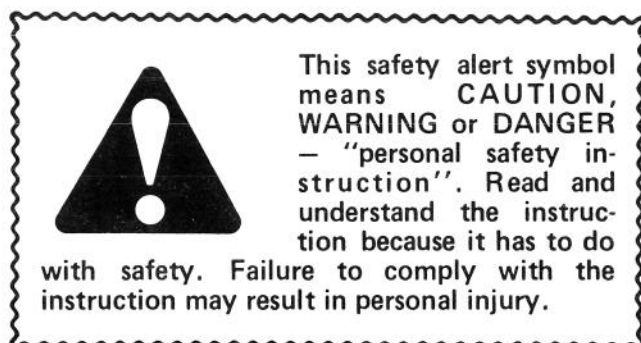 This safety alert symbol
means CAUTION,
WARNING or DANGER
— "personal safety in-
struction". Read and
understand the instruc-
tion because it has to do
with safety. Failure to comply with the
instruction may result in personal injury.